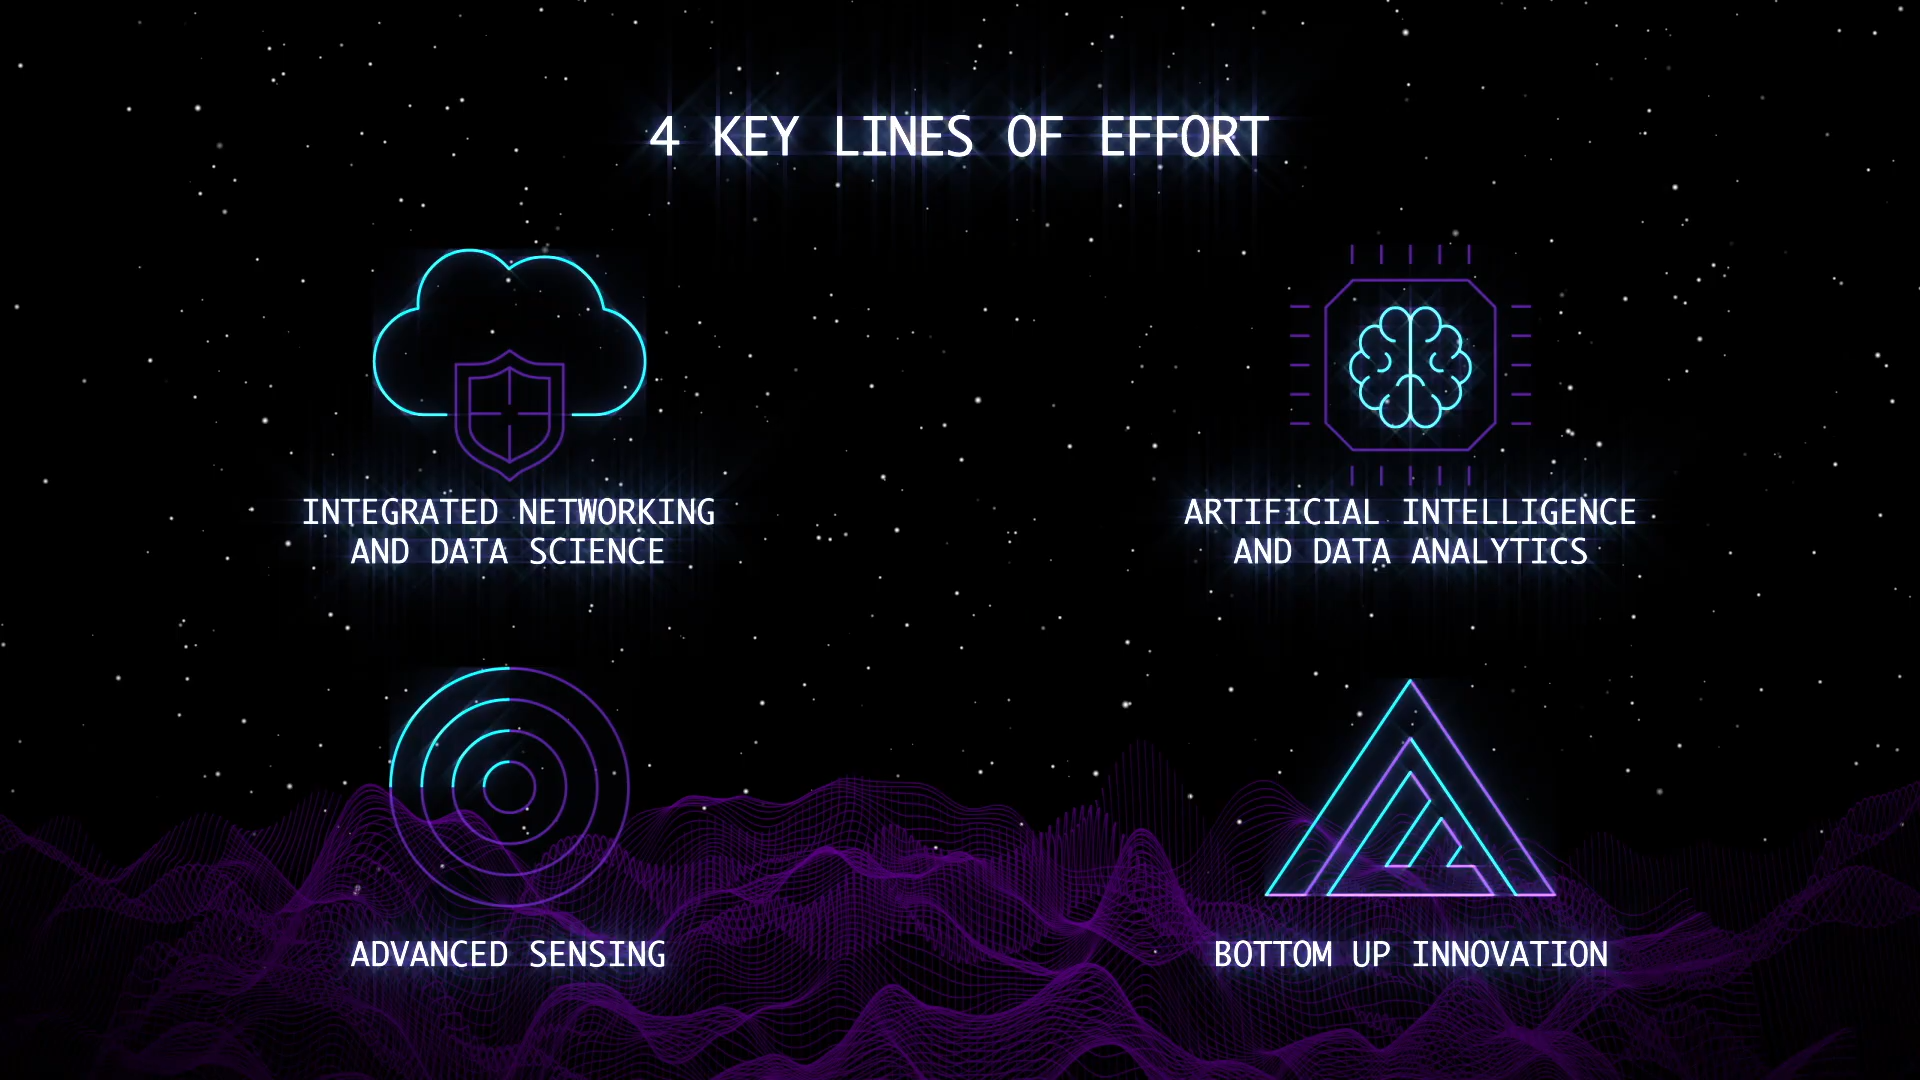 4 KEY LINES OF EFFORT
INTEGRATED NETWORKING
AND DATA SCIENCE
ARTIFICIAL INTELLIGENCE
AND DATA ANALYTICS
ADVANCED SENSING
BOTTOM UP INNOVATION